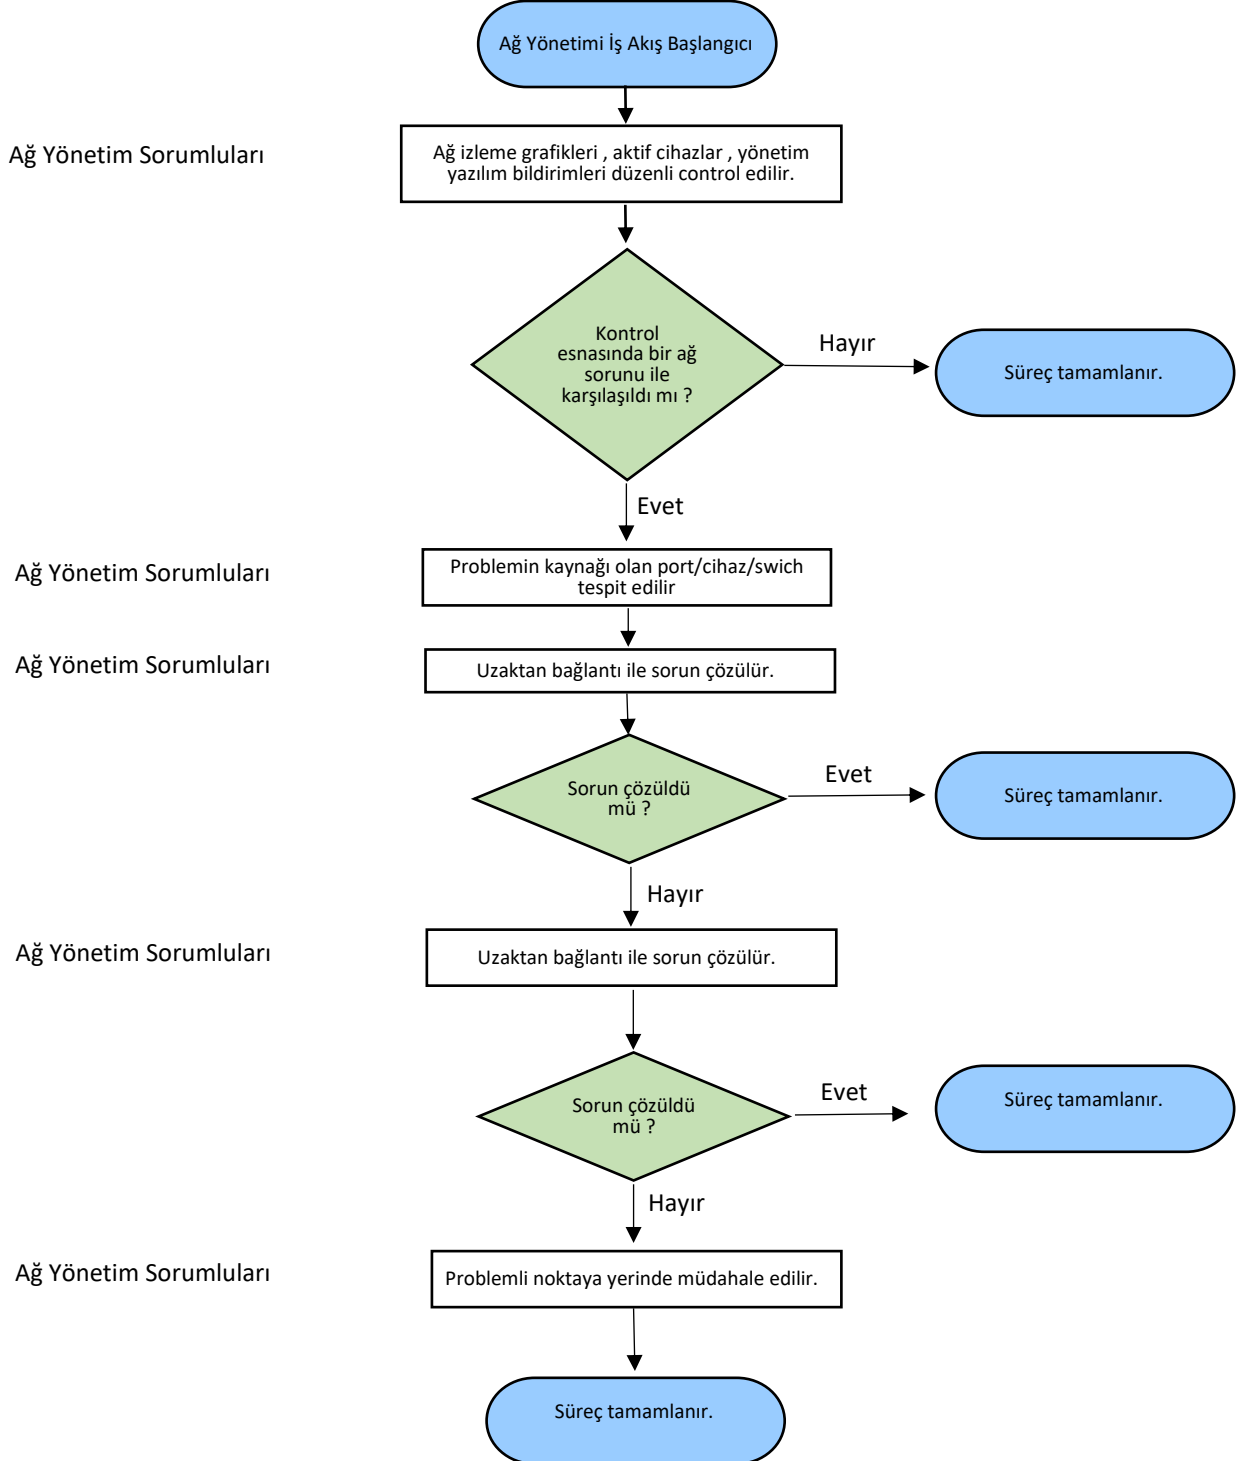 Ağ Yönetimi İş Akış Başlangıcı
Ağ Yönetim Sorumluları
Ağ izleme grafikleri , aktif cihazlar , yönetim
yazılım bildirimleri düzenli control edilir.
Kontrol
esnasında bir ağ
sorunu ile
karşılaşıldı mı ?
Hayır
Süreç tamamlanır.
Evet
Ağ Yönetim Sorumluları
Problemin kaynağı olan port/cihaz/swich
tespit edilir
Ağ Yönetim Sorumluları
Uzaktan bağlantı ile sorun çözülür.
Sorun çözüldü
mü ?
Evet
Süreç tamamlanır.
Hayır
Ağ Yönetim Sorumluları
Uzaktan bağlantı ile sorun çözülür.
Sorun çözüldü
mü ?
Evet
Süreç tamamlanır.
Hayır
Ağ Yönetim Sorumluları
Problemli noktaya yerinde müdahale edilir.
Süreç tamamlanır.